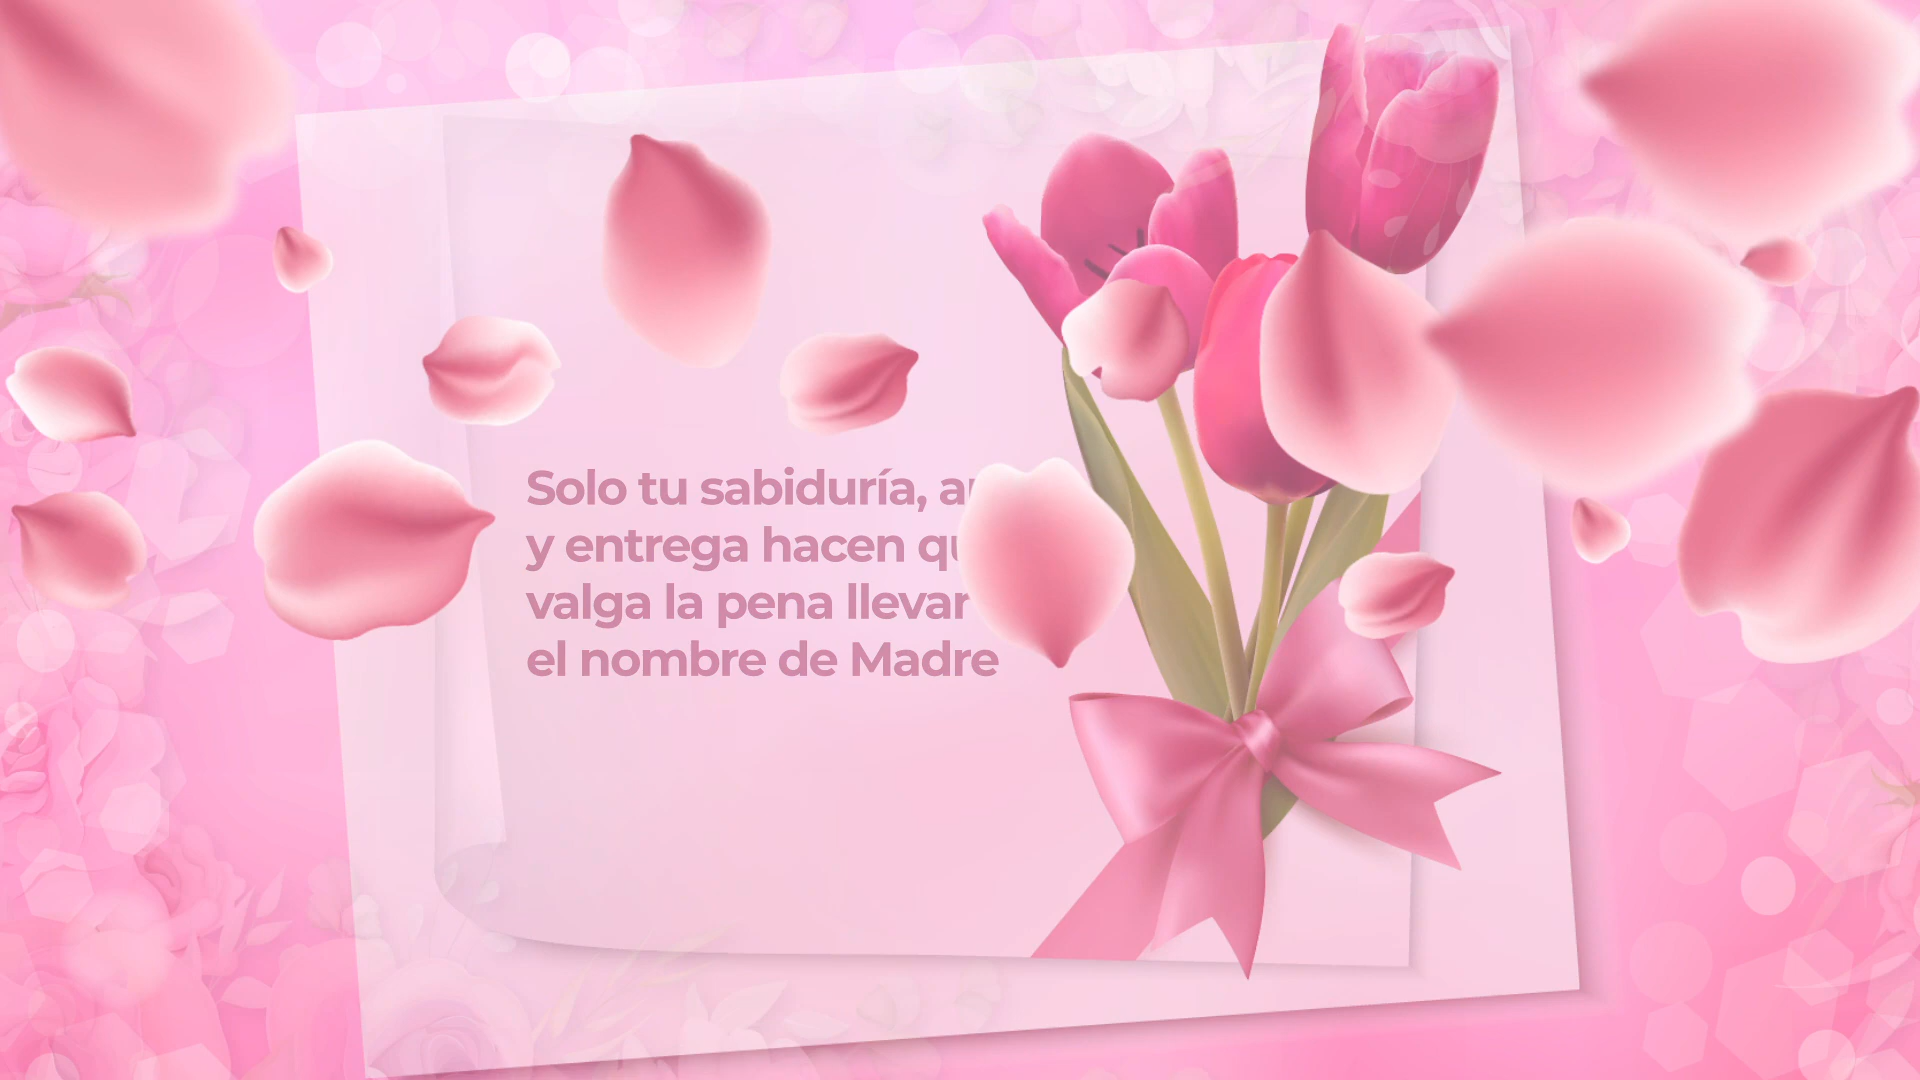 Solo tu sabiduría,
y entrega hacen
valga la pena llevar
el nombre de Madre